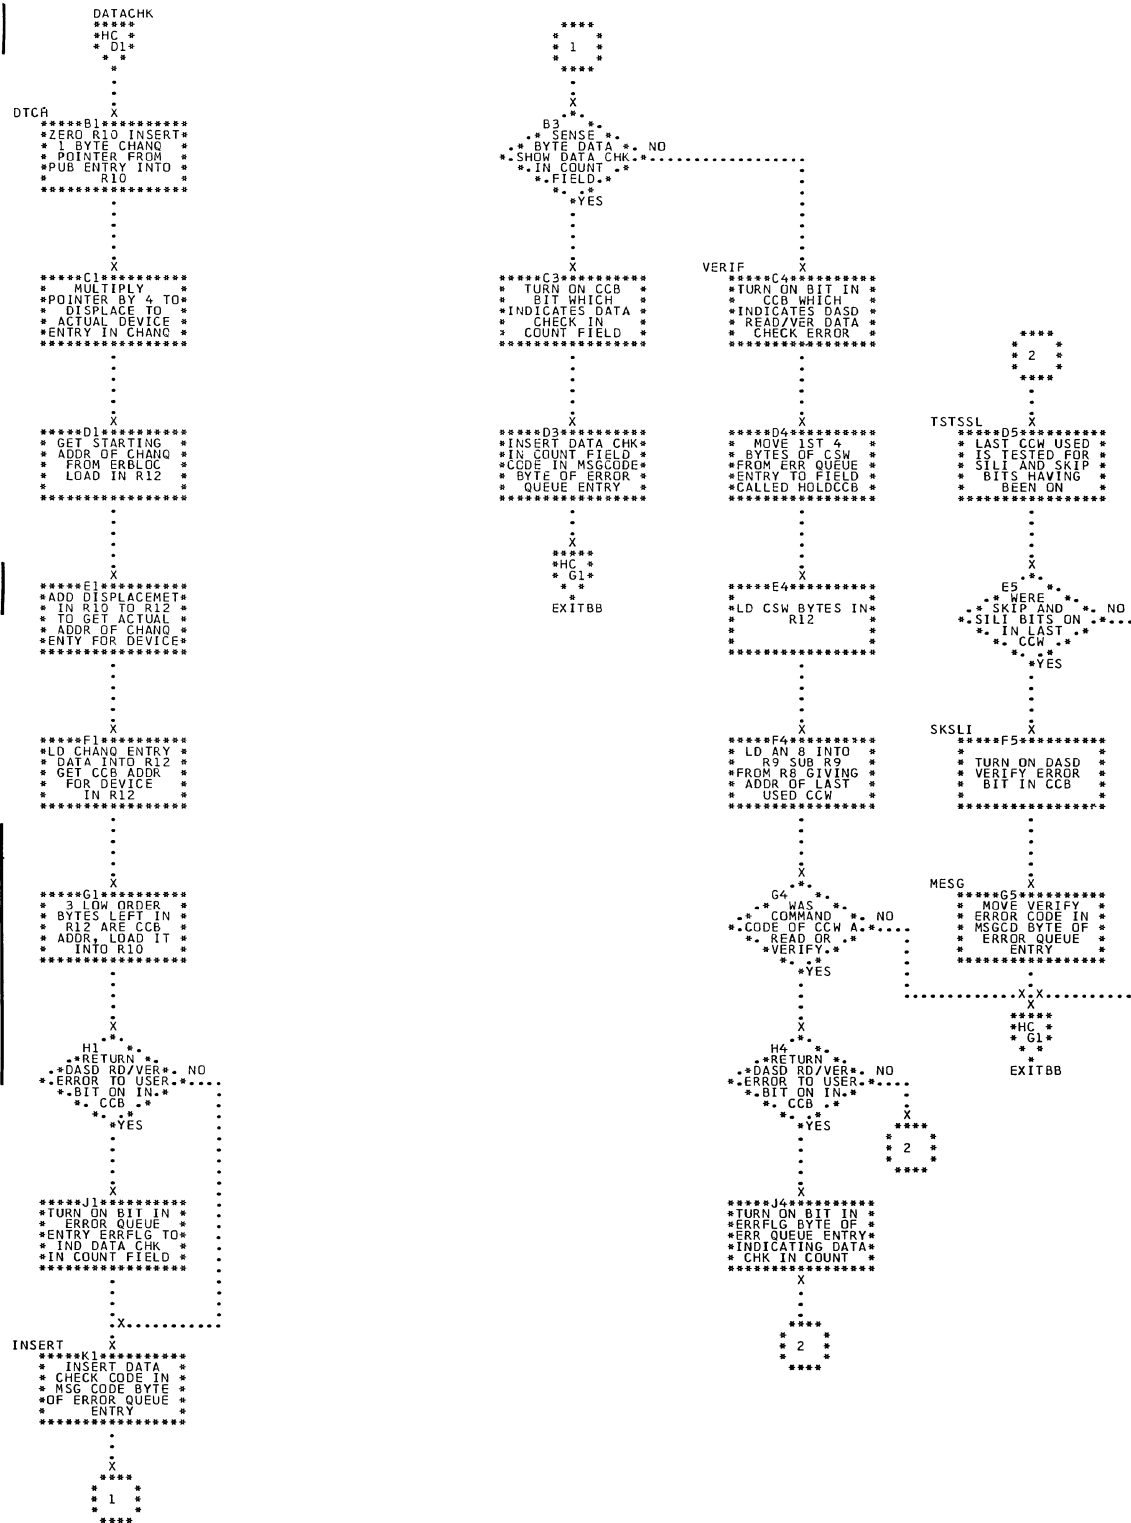 DATACHK
HC
D1
DTCA
B1
ZERO R10 INSERT
1 BYTE CHANQ
POINTER FROM
PUB ENTRY INTO
R10
C1
MULTIPLY
POINTER BY 4 TO
DISPLACE TO
ACTUAL DEVICE
ENTRY IN CHANQ
D1
GET STARTING
ADDR OF CHANQ
FROM ERBLOC
LOAD IN R12
E1
ADD DISPLACEMET
IN R10 TO R12
TO GET ACTUAL
ADDR OF CHANQ
ENTY FOR DEVICE
F1
LD CHANQ ENTRY
DATA INTO R12
GET CCB ADDR
FOR DEVICE
IN R12
G1
3 LOW ORDER
BYTES LEFT IN
R12 ARE CCB
ADDR, LOAD IT
INTO R10
H1
RETURN
DASD RD/VER
ERROR TO USER
BIT ON IN
CCB
NO
YES
J1
TURN ON BIT IN
ERROR QUEUE
ENTRY ERRFLG TO
IND DATA CHK
IN COUNT FIELD
INSERT
K1
INSERT DATA
CHECK CODE IN
MSG CODE BYTE
OF ERROR QUEUE
ENTRY
1
1
B3
SENSE
BYTE DATA
SHOW DATA CHK
IN COUNT
FIELD
NO
YES
C3
TURN ON CCB
BIT WHICH
INDICATES DATA
CHECK IN
COUNT FIELD
D3
INSERT DATA CHK
IN COUNT FIELD
CODE IN MSGCODE
BYTE OF ERROR
QUEUE ENTRY
HC
G1
EXITBB
VERIF
C4
TURN ON BIT IN
CCB WHICH
INDICATES DASD
READ/VER DATA
CHECK ERROR
D4
MOVE 1ST 4
BYTES OF CSW
FROM ERR QUEUE
ENTRY TO FIELD
CALLED HOLDCCB
E4
LD CSW BYTES IN
R12
F4
LD AN 8 INTO
R9 SUB R9
FROM R8 GIVING
ADDR OF LAST
USED CCW
G4
WAS
COMMAND
CODE OF CCW A
READ OR
VERIFY
NO
YES
H4
RETURN
DASD RD/VER
ERROR TO USER
BIT ON IN
CCB
NO
YES
2
J4
TURN ON BIT IN
ERRFLG BYTE OF
ERR QUEUE ENTRY
INDICATING DATA
CHK IN COUNT
2
2
TSTSSL
D5
LAST CCW USED
IS TESTED FOR
SILI AND SKIP
BITS HAVING
BEEN ON
E5
WERE
SKIP AND
SILI BITS ON
IN LAST
CCW
NO
YES
SKSLI
F5
TURN ON DASD
VERIFY ERROR
BIT IN CCB
MESG
G5
MOVE VERIFY
ERROR CODE IN
MSGCD BYTE OF
ERROR QUEUE
ENTRY
HC
G1
EXITBB